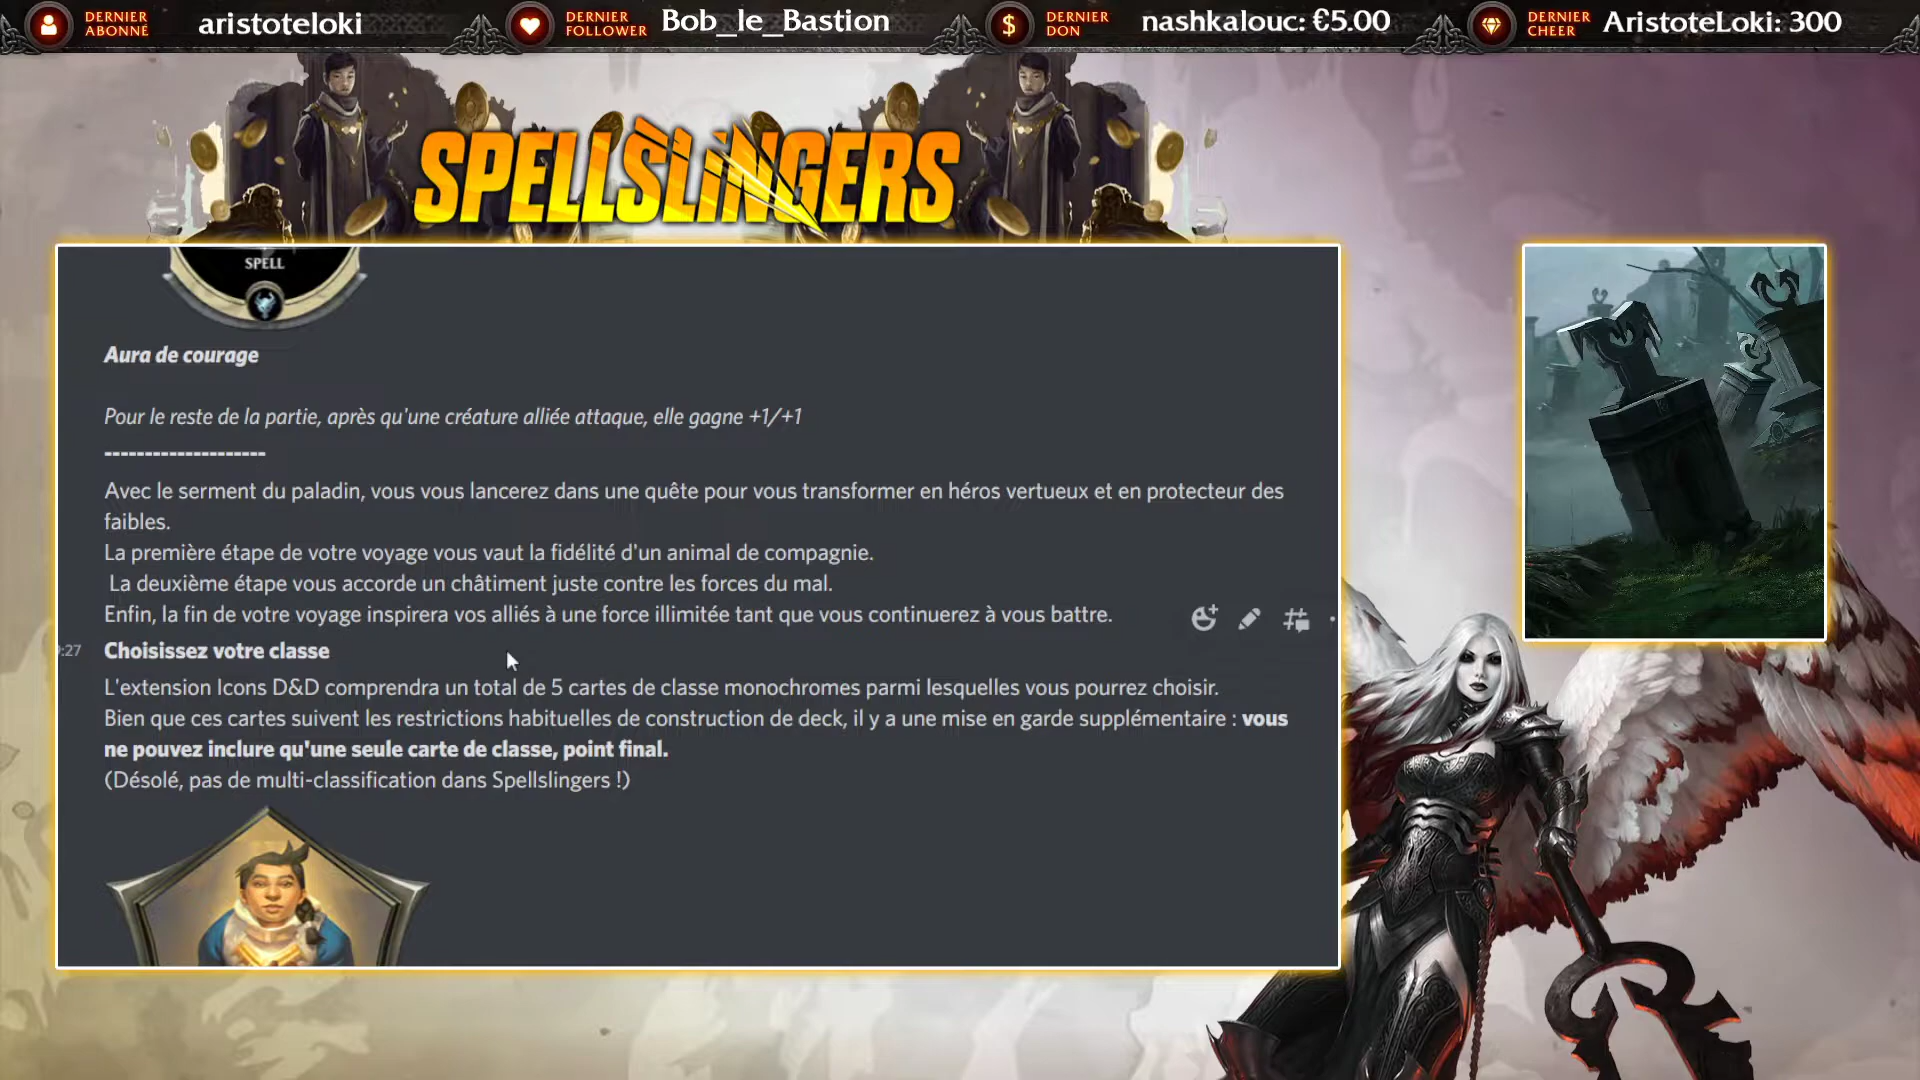 DERNIER ABONNÉ aristoteloki DERNIER FOLLOWER Bob_le_Bastion DERNIER DON nashkalouc: €5.00 DERNIER CHEER AristoteLoki: 300
SPELLSLINGERS
SPELL
Aura de courage
Pour le reste de la partie, après qu'une créature alliée attaque, elle gagne +1/+1
--------------------
Avec le serment du paladin, vous vous lancerez dans une quête pour vous transformer en héros vertueux et en protecteur des
faibles.
La première étape de votre voyage vous vaut la fidélité d'un animal de compagnie.
La deuxième étape vous accorde un châtiment juste contre les forces du mal.
Enfin, la fin de votre voyage inspirera vos alliés à une force illimitée tant que vous continuerez à vous battre.
:27 Choisissez votre classe
L'extension Icons D&D comprendra un total de 5 cartes de classe monochromes parmi lesquelles vous pourrez choisir.
Bien que ces cartes suivent les restrictions habituelles de construction de deck, il y a une mise en garde supplémentaire : vous
ne pouvez inclure qu'une seule carte de classe, point final.
(Désolé, pas de multi-classification dans Spellslingers !)